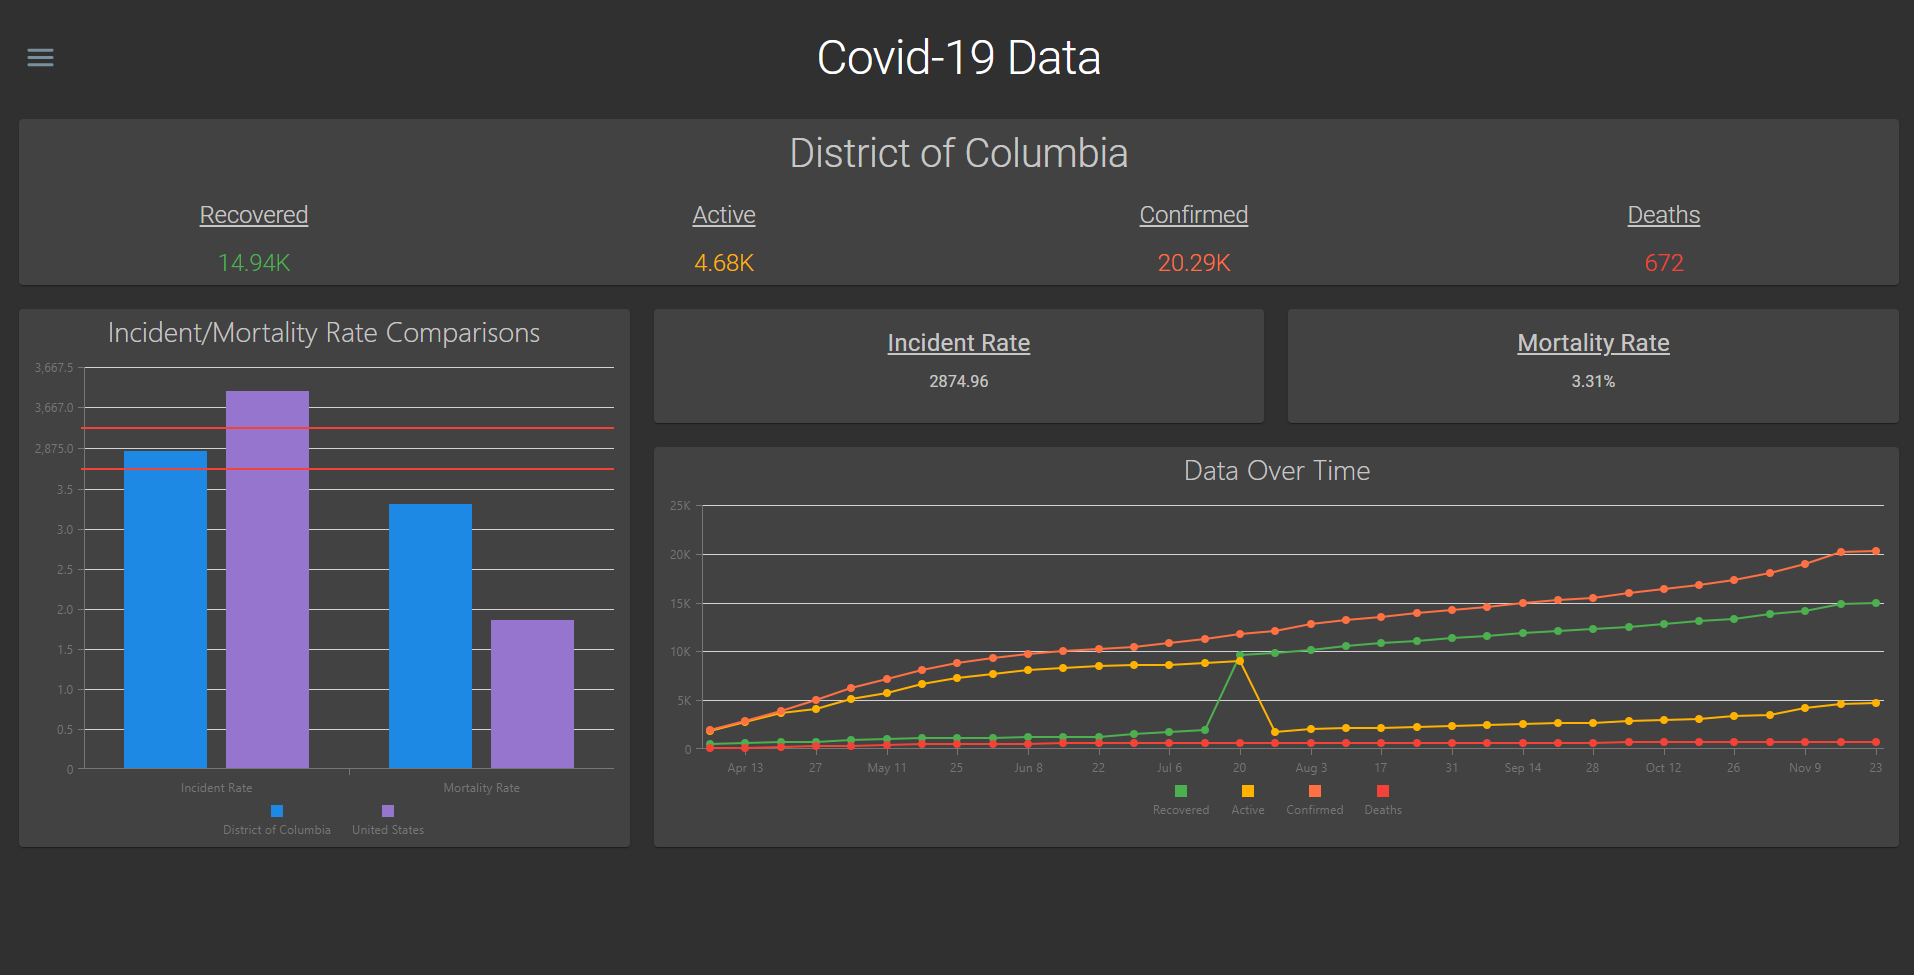 Covid-19 Data
District of Columbia
Recovered Active Confirmed Deaths
14.94K 4.68K 20.29K 672
Incident/Mortality Rate Comparisons
3,667.5
3,667.0
2,875.0
3.5
3.0
2.5
2.0
1.5
1.0
0.5
0
Incident Rate Mortality Rate
District of Columbia United States
Incident Rate
2874.96
Mortality Rate
3.31%
Data Over Time
25K
20K
15K
10K
5K
0
Apr 13 27 May 11 25 Jun 8 22 Jul 6 20 Aug 3 17 31 Sep 14 28 Oct 12 26 Nov 9 23
Recovered Active Confirmed Deaths